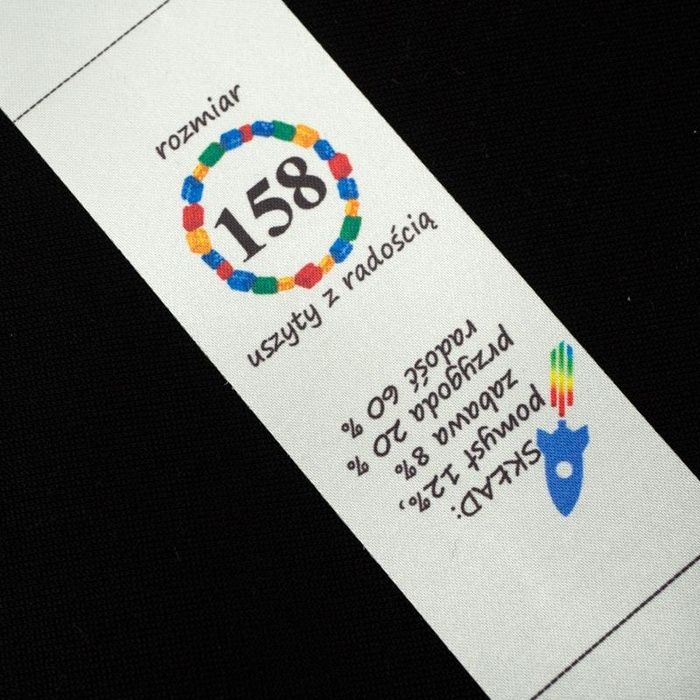 rozmiar
158
uszyty z radością
SKŁAD:
pomysł 12%,
zabawa 8%
przygoda 20 %
radość 60 %